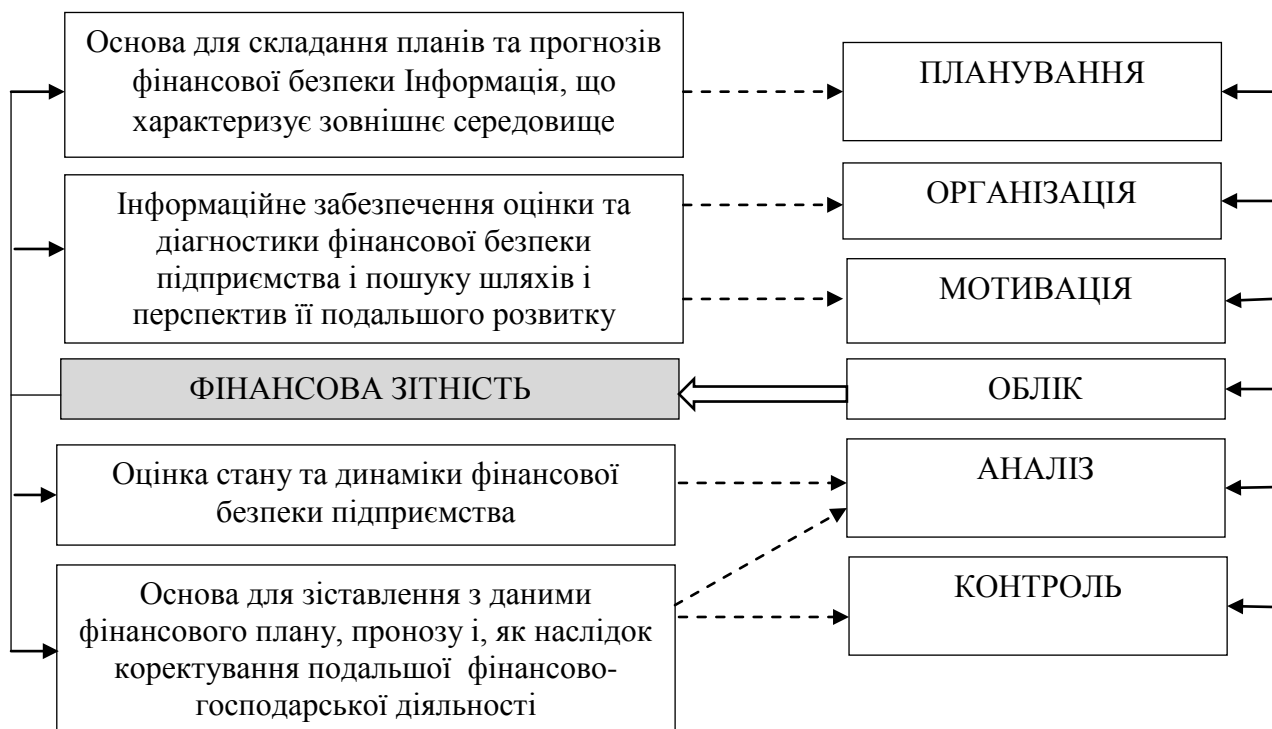 Основа для складання планів та прогнозів
фінансової безпеки Інформація, що
характеризує зовнішнє середовище
ПЛАНУВАННЯ
Інформаційне забезпечення оцінки та
діагностики фінансової безпеки
підприємства і пошуку шляхів і
перспектив її подальшого розвитку
ОРГАНІЗАЦІЯ
МОТИВАЦІЯ
ФІНАНСОВА ЗІТНІСТЬ
ОБЛІК
Оцінка стану та динаміки фінансової
безпеки підприємства
АНАЛІЗ
Основа для зіставлення з даними
фінансового плану, пронозу і, як наслідок
коректування подальшої фінансово-
господарської діяльності
КОНТРОЛЬ